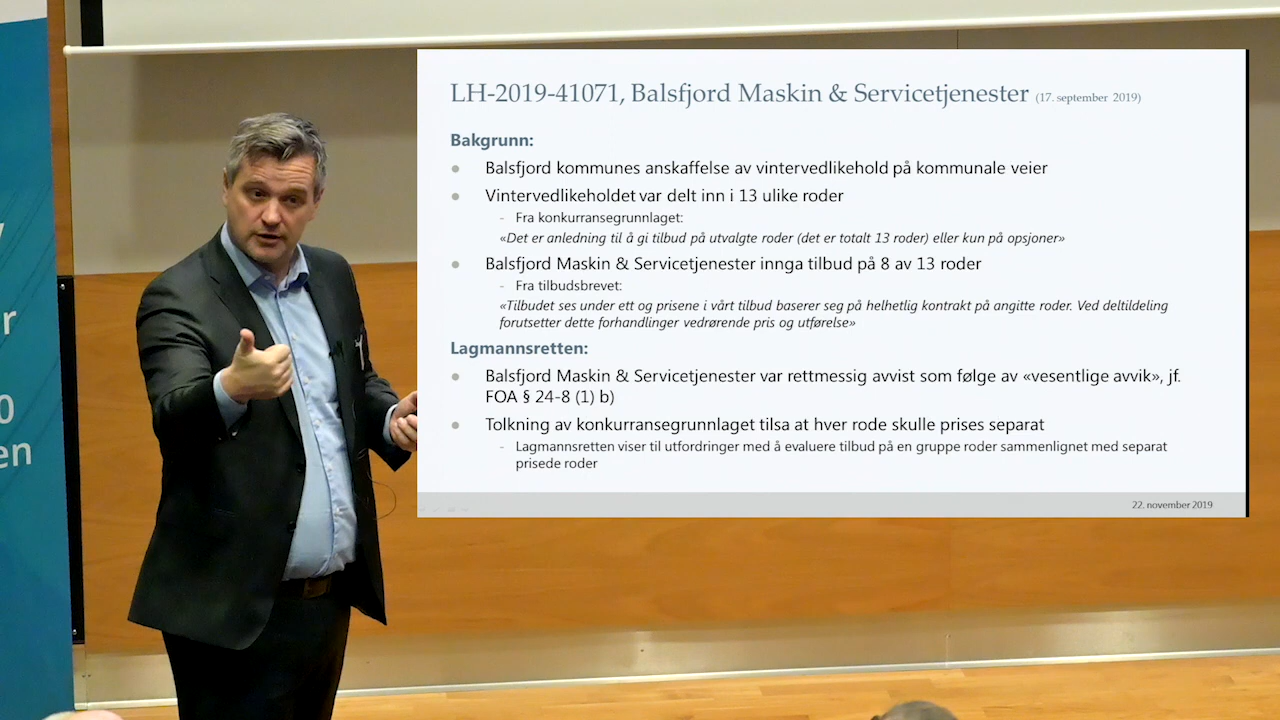 LH-2019-41071, Balsfjord Maskin & Servicetjenester (17. september 2019)
Bakgrunn:
● Balsfjord kommunes anskaffelse av vintervedlikehold på kommunale veier
● Vintervedlikeholdet var delt inn i 13 ulike roder
- Fra konkurransegrunnlaget:
«Det er anledning til å gi tilbud på utvalgte roder (det er totalt 13 roder) eller kun på opsjoner»
● Balsfjord Maskin & Servicetjenester innga tilbud på 8 av 13 roder
- Fra tilbudsbrevet:
«Tilbudet ses under ett og prisene i vårt tilbud baserer seg på helhetlig kontrakt på angitte roder. Ved deltildeling
forutsetter dette forhandlinger vedrørende pris og utførelse»
Lagmannsretten:
● Balsfjord Maskin & Servicetjenester var rettmessig avvist som følge av «vesentlige avvik», jf.
FOA § 24-8 (1) b)
● Tolkning av konkurransegrunnlaget tilsa at hver rode skulle prises separat
- Lagmannsretten viser til utfordringer med å evaluere tilbud på en gruppe roder sammenlignet med separat
prisede roder
22. november 2019
r
0
en